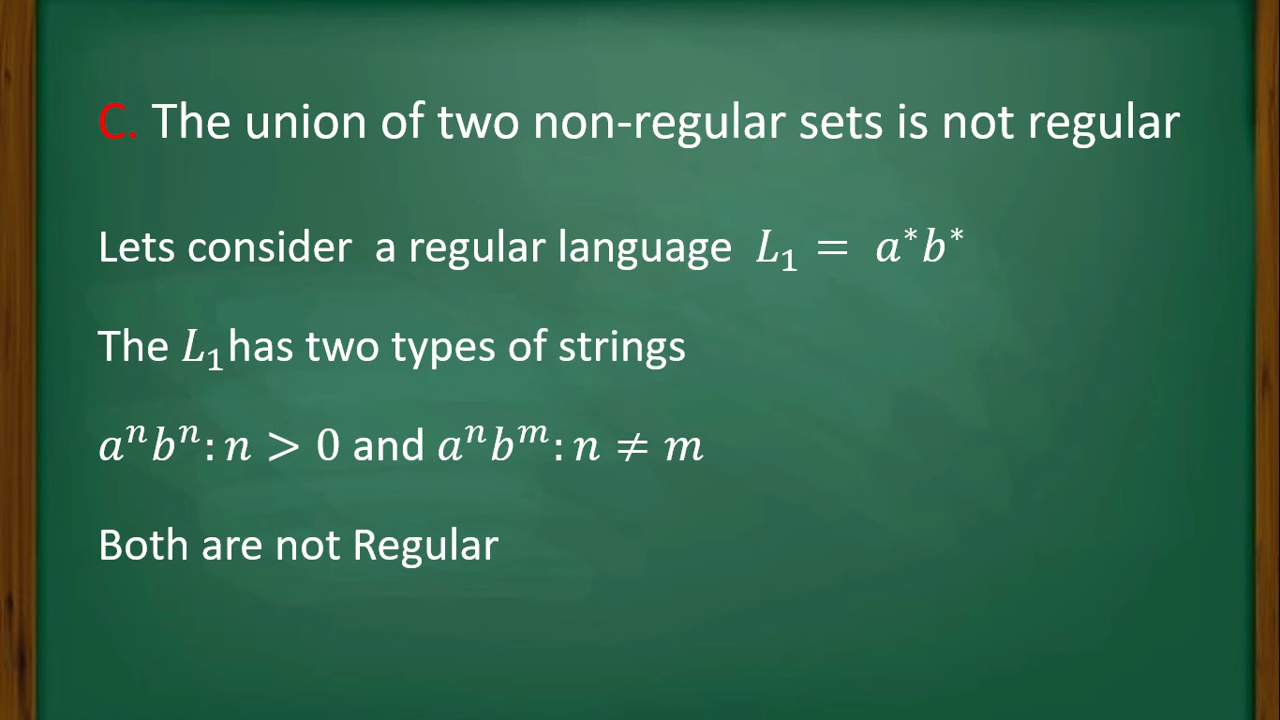 C. The union of two non-regular sets is not regular
Lets consider a regular language L₁ = a*b*
The L₁ has two types of strings
aⁿbⁿ: n > 0 and aⁿbᵐ: n ≠ m
Both are not Regular